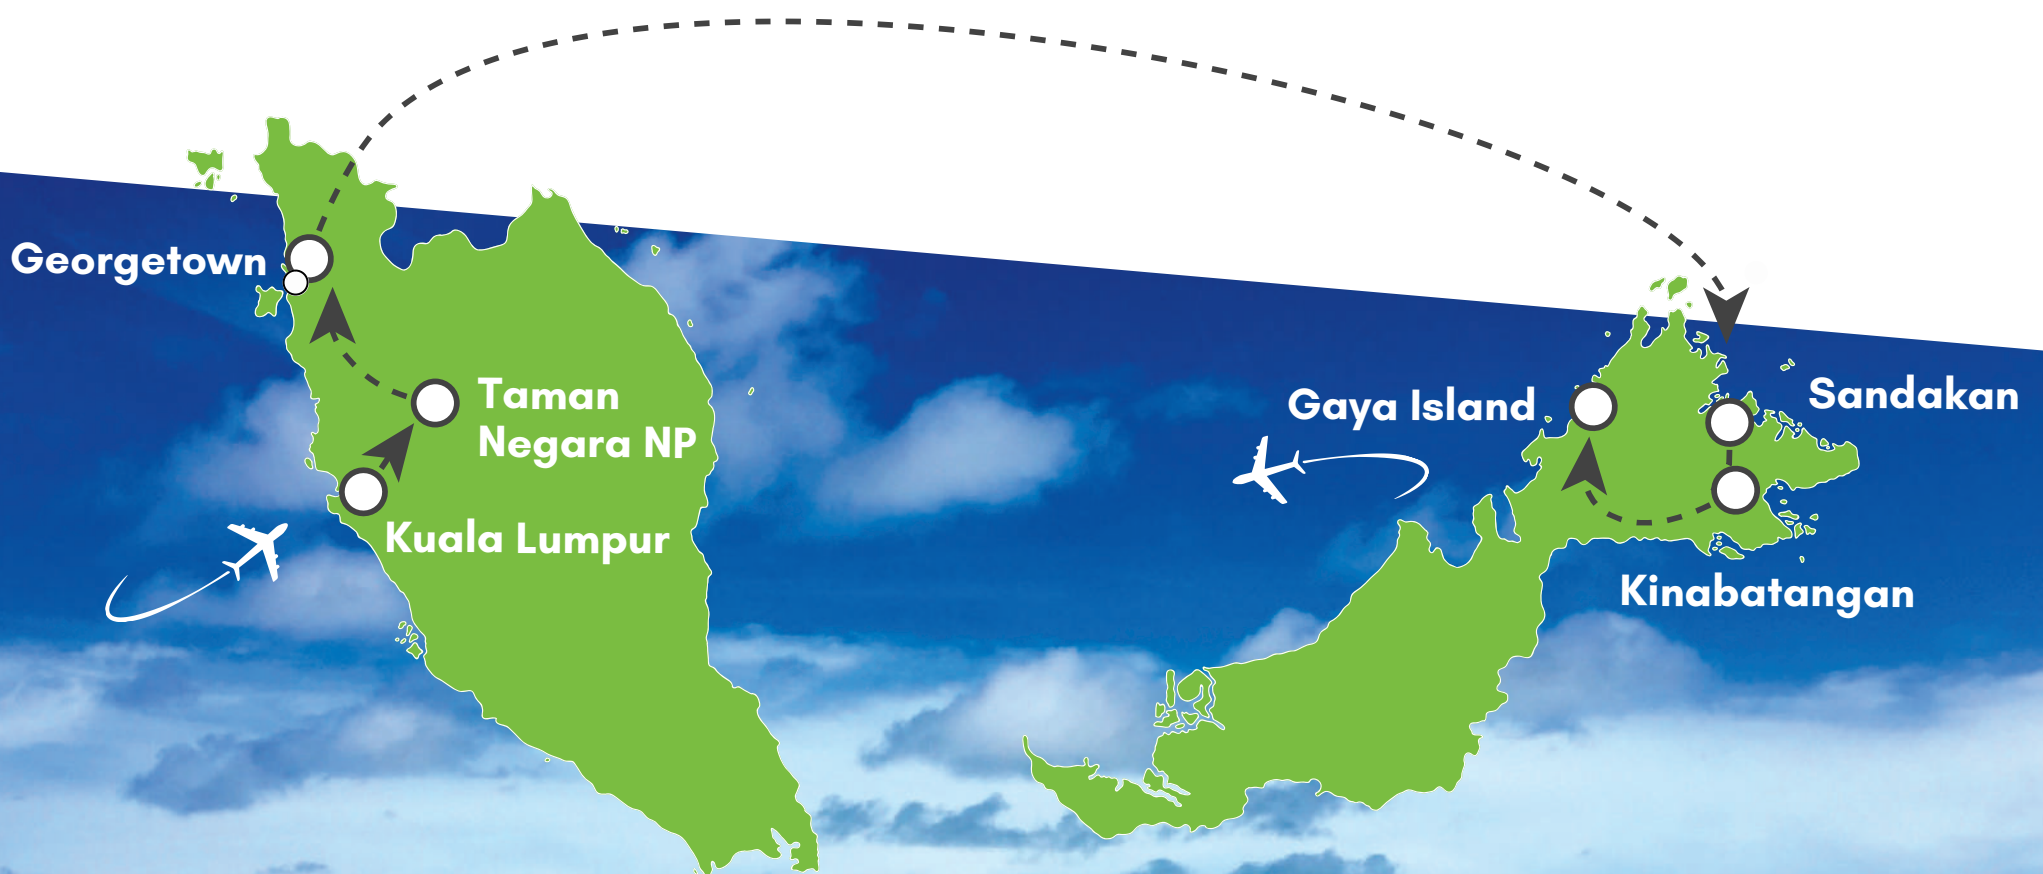 Georgetown
Taman
Negara NP
Kuala Lumpur
Gaya Island
Sandakan
Kinabatangan